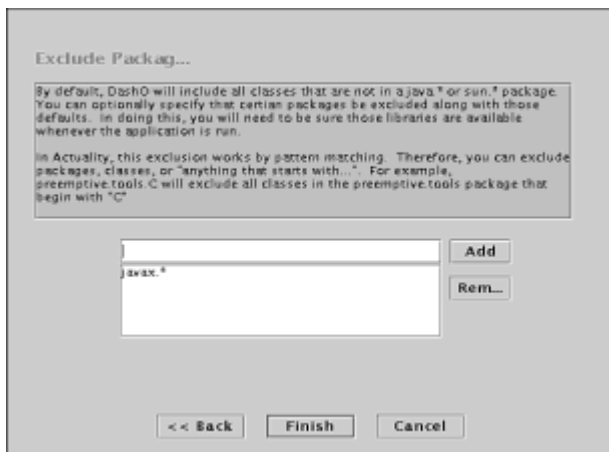 Exclude Packag...
By default, DashO will include all classes that are not in a java.* or sun.* package.
You can optionally specify that certian packages be excluded along with those
defaults. In doing this, you will need to be sure those libraries are available
whenever the application is run.
In Actuality, this exclusion works by pattern matching. Therefore, you can exclude
packages, classes, or "anything that starts with...". For example,
preemptive.tools.C will exclude all classes in the preemptive.tools package that
begin with "C"
Add
javax.*
Rem...
<< Back
Finish
Cancel